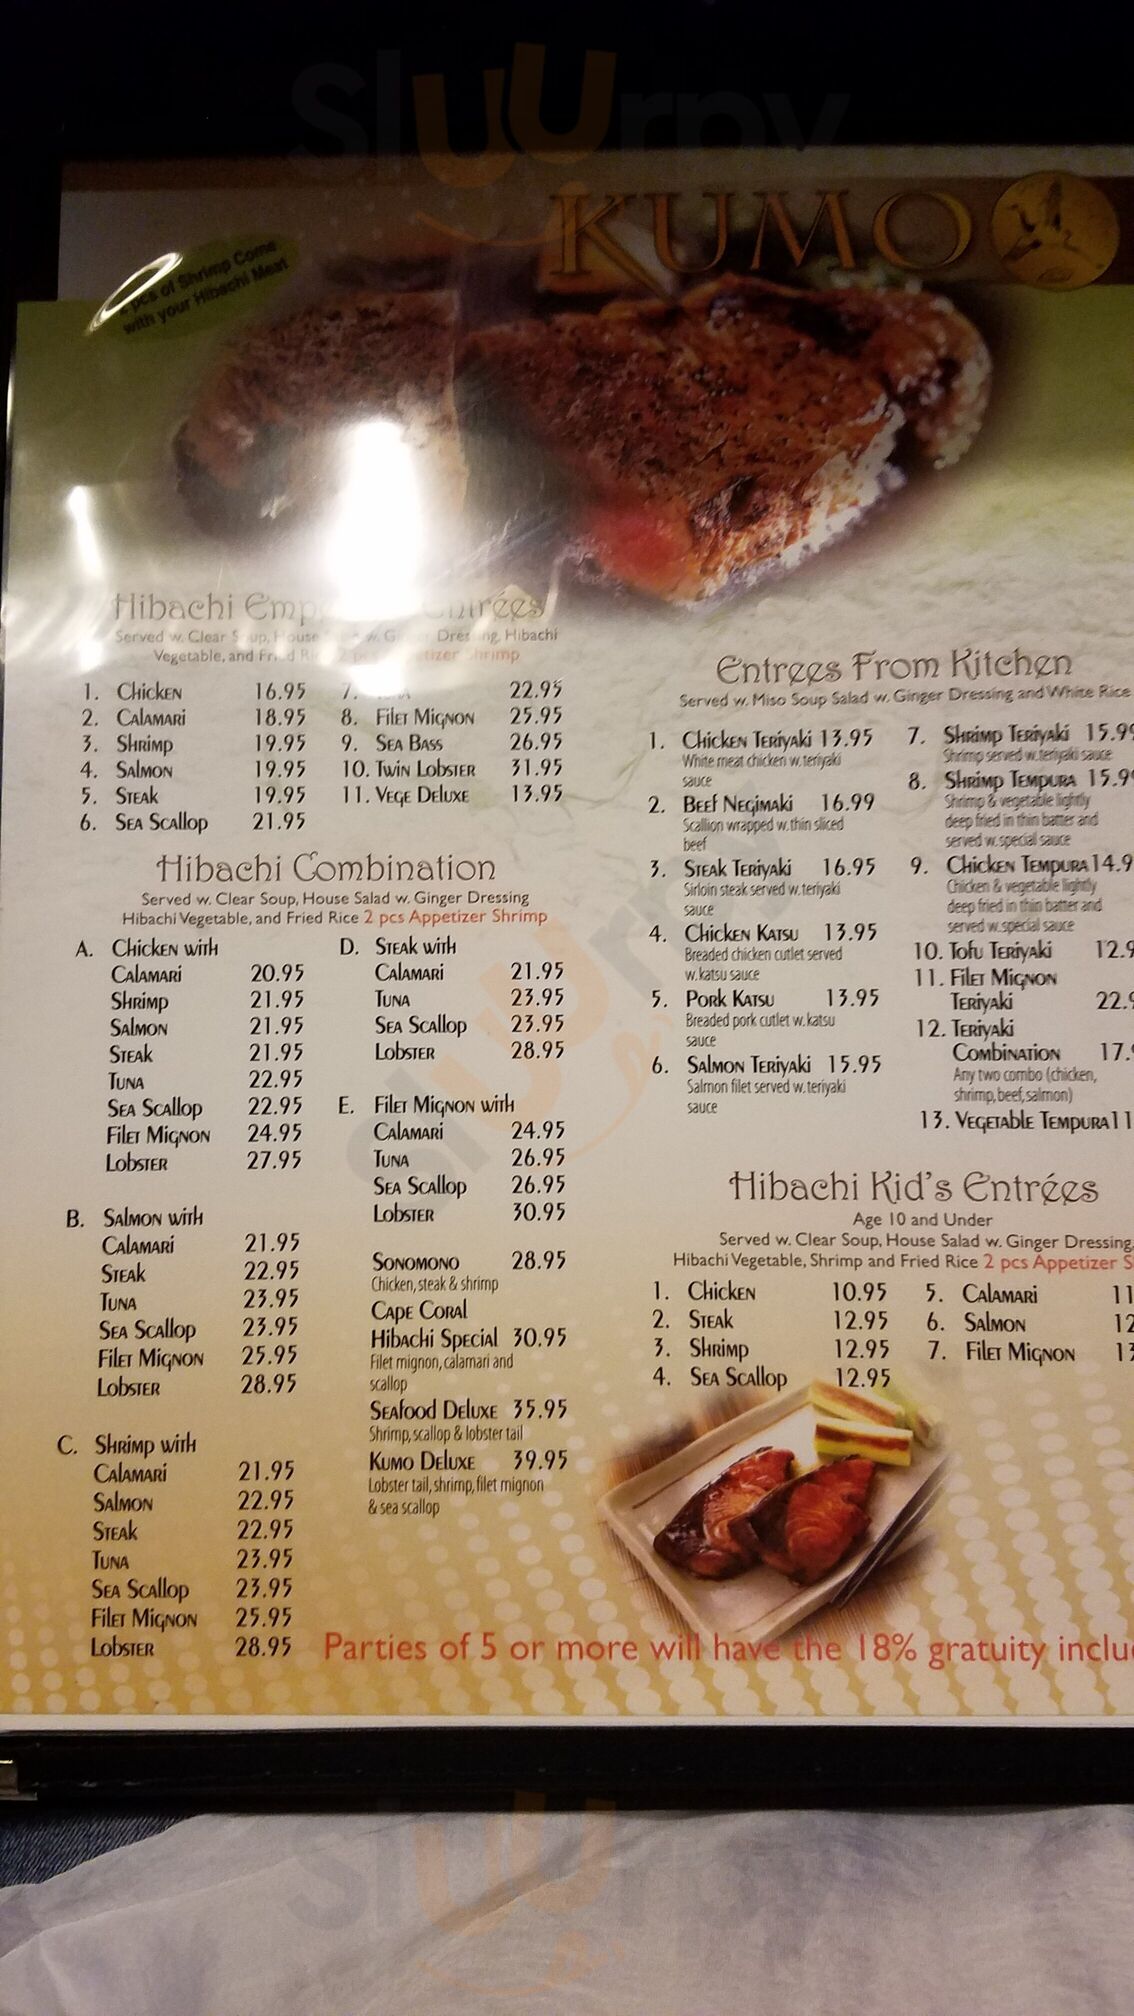 Sluurpy
KUMO
pcs of Shrimp Come
with your Hibachi Meat
Hibachi Entrées
Served w. Clear Soup, House w. Dressing, Hibachi
Vegetable, and Fried 2 Shrimp
1. Chicken 16.95
2. Calamari 18.95
3. Shrimp 19.95
4. Salmon 19.95
5. Steak 19.95
6. Sea Scallop 21.95
7. 22.95
8. Filet Mignon 25.95
9. Sea Bass 26.95
10. Twin Lobster 31.95
11. Vege Deluxe 13.95
Hibachi Combination
Served w. Clear Soup, House Salad w. Ginger Dressing
Hibachi Vegetable, and Fried Rice 2 pcs Appetizer Shrimp
A. Chicken with
Calamari 20.95
Shrimp 21.95
Salmon 21.95
Steak 21.95
Tuna 22.95
Sea Scallop 22.95
Filet Mignon 24.95
Lobster 27.95
B. Salmon with
Calamari 21.95
Steak 22.95
Tuna 23.95
Sea Scallop 23.95
Filet Mignon 25.95
Lobster 28.95
C. Shrimp with
Calamari 21.95
Salmon 22.95
Steak 22.95
Tuna 23.95
Sea Scallop 23.95
Filet Mignon 25.95
Lobster 28.95
D. Steak with
Calamari 21.95
Tuna 23.95
Sea Scallop 23.95
Lobster 28.95
E. Filet Mignon with
Calamari 24.95
Tuna 26.95
Sea Scallop 26.95
Lobster 30.95
Sonomono 28.95
Chicken, steak & shrimp
Cape Coral
Hibachi Special 30.95
Filet mignon, calamari and
scallop
Seafood Deluxe 35.95
Shrimp, scallop & lobster tail
Kumo Deluxe 39.95
Lobster tail, shrimp, filet mignon
& sea scallop
Entrees From Kitchen
Served w. Miso Soup Salad w. Ginger Dressing and White Rice
1. Chicken Teriyaki 13.95
White meat chicken w. teriyaki
sauce
2. Beef Negimaki 16.99
Scallion wrapped w. thin sliced
beef
3. Steak Teriyaki 16.95
Sirloin steak served w. teriyaki
sauce
4. Chicken Katsu 13.95
Breaded chicken cutlet served
w. katsu sauce
5. Pork Katsu 13.95
Breaded pork cutlet w. katsu
sauce
6. Salmon Teriyaki 15.95
Salmon filet served w. teriyaki
sauce
7. Shrimp Teriyaki 15.9
Shrimp served w. teriyaki sauce
8. Shrimp Tempura 15.9
Shrimp & vegetable lightly
deep fried in thin batter and
served w. special sauce
9. Chicken Tempura 14.9
Chicken & vegetable lightly
deep fried in thin batter and
served w. special sauce
10. Tofu Teriyaki 12.9
11. Filet Mignon
Teriyaki 22.9
12. Teriyaki
Combination 17.
Any two combo (chicken,
shrimp, beef, salmon)
13. Vegetable Tempura 11
Hibachi Kid's Entrées
Age 10 and Under
Served w. Clear Soup, House Salad w. Ginger Dressing,
Hibachi Vegetable, Shrimp and Fried Rice 2 pcs Appetizer S
1. Chicken 10.95
2. Steak 12.95
3. Shrimp 12.95
4. Sea Scallop 12.95
5. Calamari 11
6. Salmon 12
7. Filet Mignon 13
Parties of 5 or more will have the 18% gratuity inclu
Sluurpy